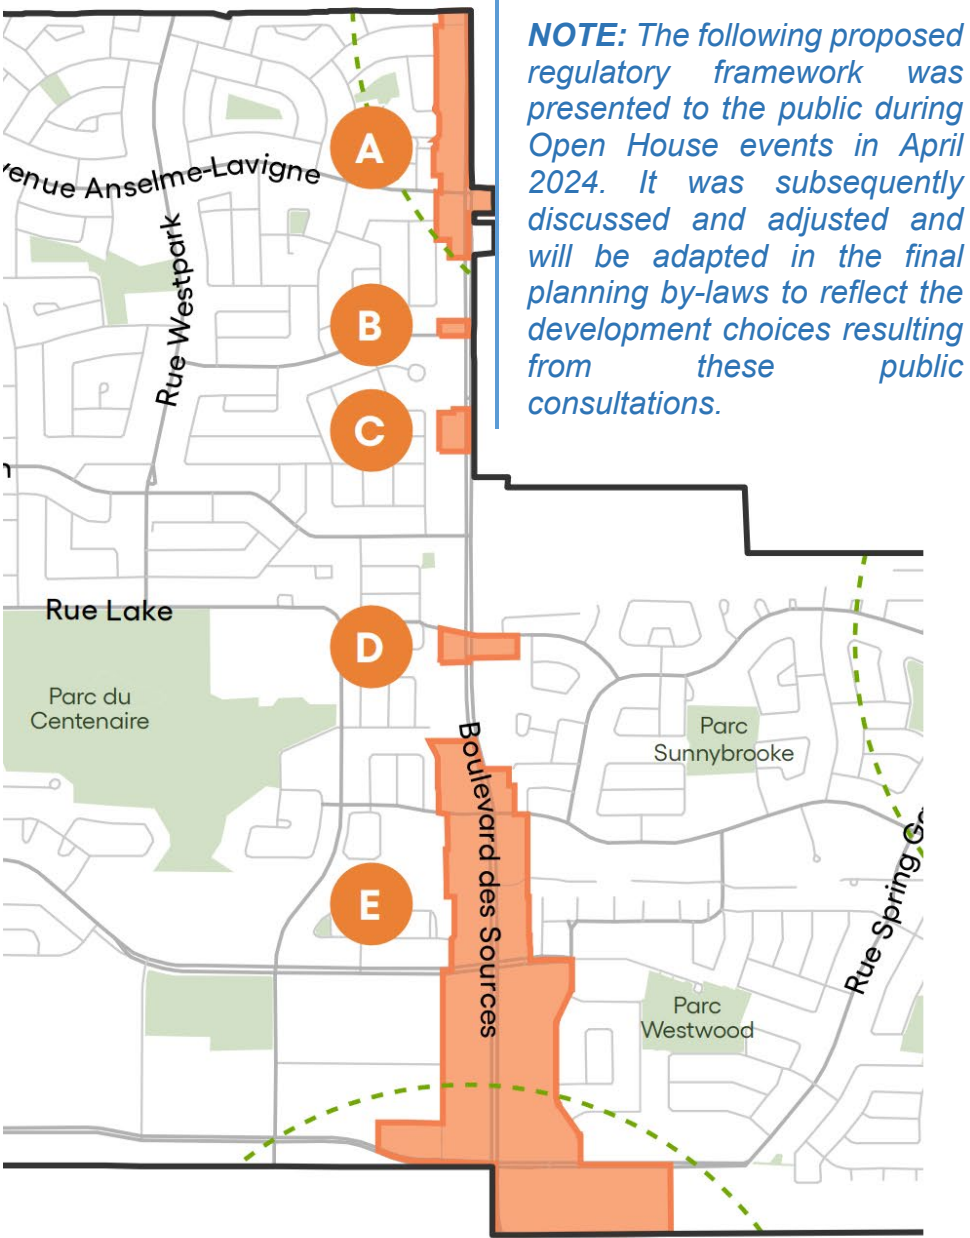 NOTE: The following proposed
regulatory framework was
presented to the public during
Open House events in April
2024. It was subsequently
discussed and adjusted and
will be adapted in the final
planning by-laws to reflect the
development choices resulting
from these public
consultations.
A
venue Anselme-Lavigne
Rue Westpark
B
C
n
Rue Lake
D
Parc du
Centenaire
Boulevard des Sources
Parc
Sunnybrooke
E
Rue Spring Ga
Parc
Westwood